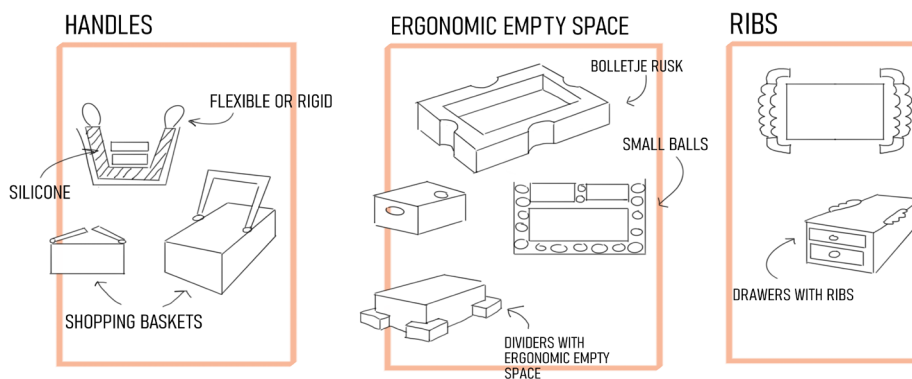 HANDLES
FLEXIBLE OR RIGID
SILICONE
SHOPPING BASKETS
ERGONOMIC EMPTY SPACE
BOLLETJE RUSK
SMALL BALLS
DIVIDERS WITH
ERGONOMIC EMPTY
SPACE
RIBS
DRAWERS WITH RIBS